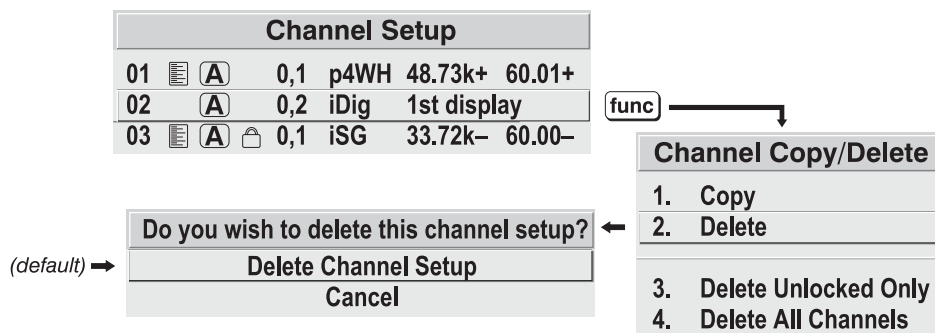 Channel Setup
01 A 0,1 p4WH 48.73k+ 60.01+
02 A 0,2 iDig 1st display
03 A 0,1 iSG 33.72k– 60.00–
func
Channel Copy/Delete
1. Copy
2. Delete
3. Delete Unlocked Only
4. Delete All Channels
Do you wish to delete this channel setup?
(default)
Delete Channel Setup
Cancel